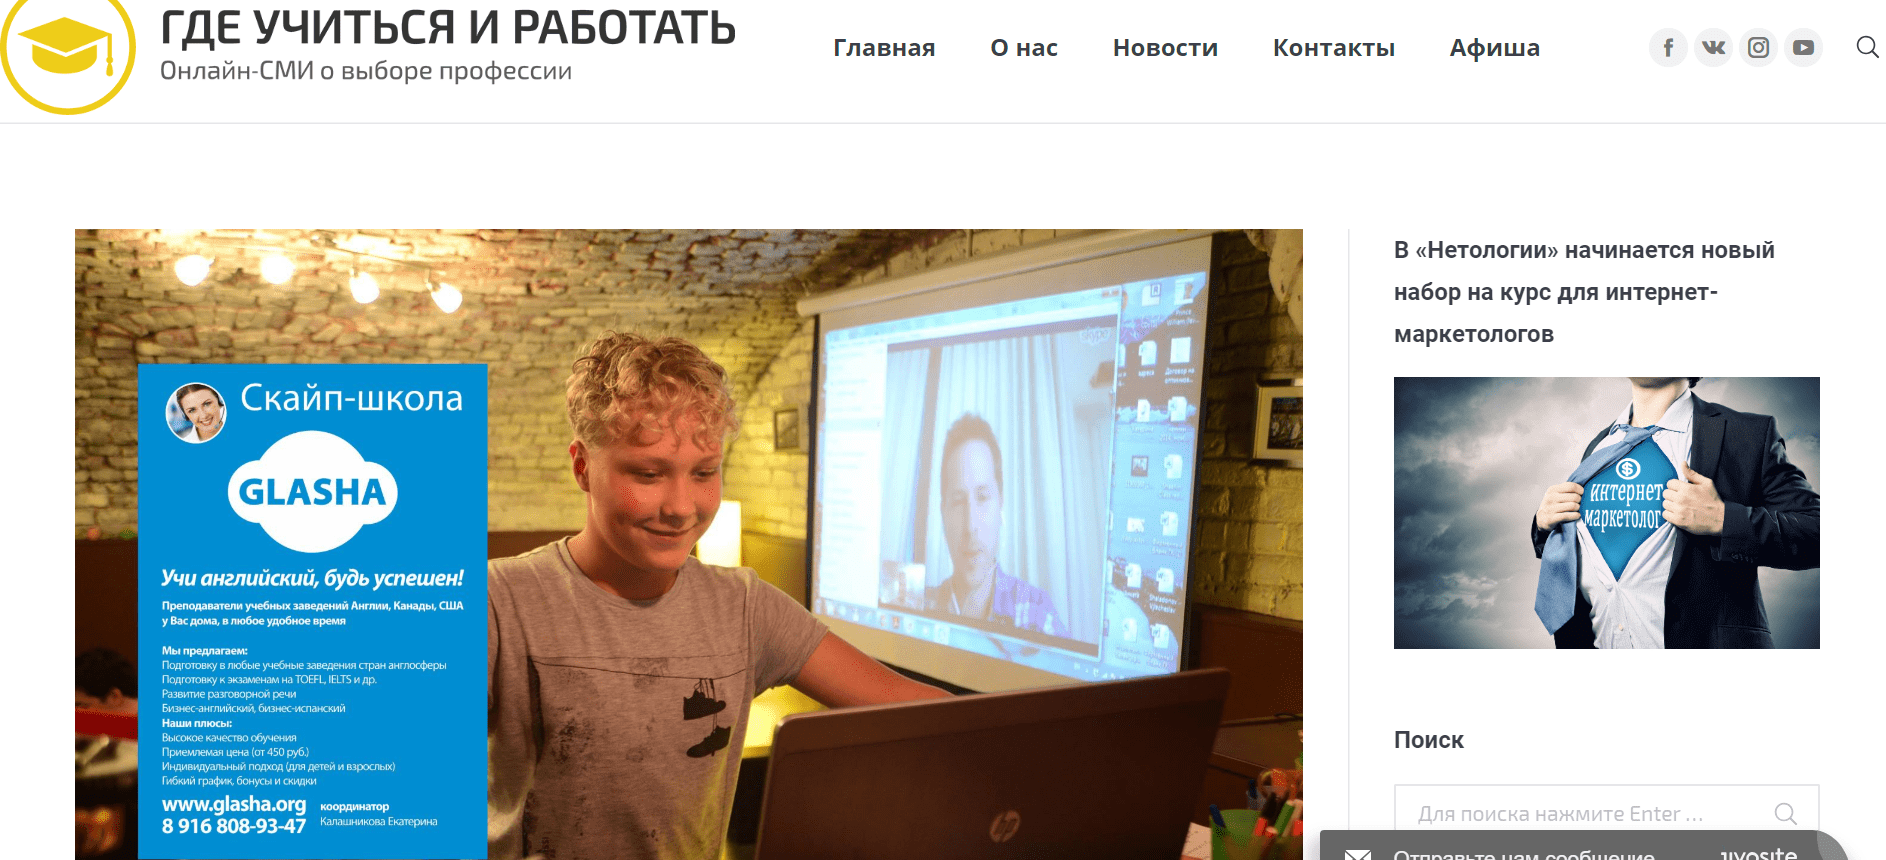 ГДЕ УЧИТЬСЯ И РАБОТАТЬ
Онлайн-СМИ о выборе профессии
Главная
О нас
Новости
Контакты
Афиша
Скайп-школа
GLASHA
Учи английский, будь успешен!
Преподаватели учебных заведений Англии, Канады, США
у Вас дома, в любое удобное время
Мы предлагаем:
Подготовку в любые учебные заведения стран англосферы
Подготовку к экзаменам на TOEFL, IELTS и др.
Развитие разговорной речи
Бизнес-английский, бизнес-испанский
Наши плюсы:
Высокое качество обучения
Приемлемая цена (от 450 руб.)
Индивидуальный подход (для детей и взрослых)
Гибкий график, бонусы и скидки
www.glasha.org
8 916 808-93-47
координатор
Калашникова Екатерина
skype
hp
В «Нетологии» начинается новый
набор на курс для интернет-
маркетологов
интернет
маркетолог
Поиск
Для поиска нажмите Enter ...
Отправьте нам сообщение
jivosite